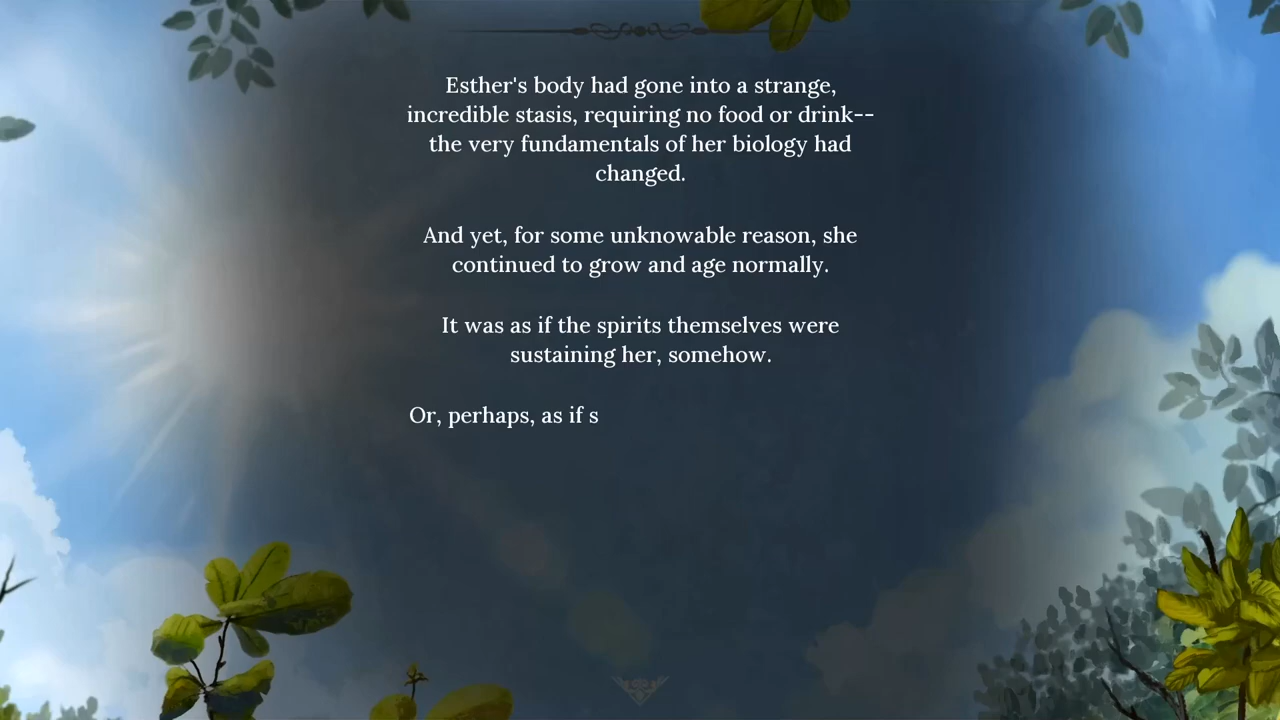 Esther's body had gone into a strange,
incredible stasis, requiring no food or drink--
the very fundamentals of her biology had
changed.
And yet, for some unknowable reason, she
continued to grow and age normally.
It was as if the spirits themselves were
sustaining her, somehow.
Or, perhaps, as if s